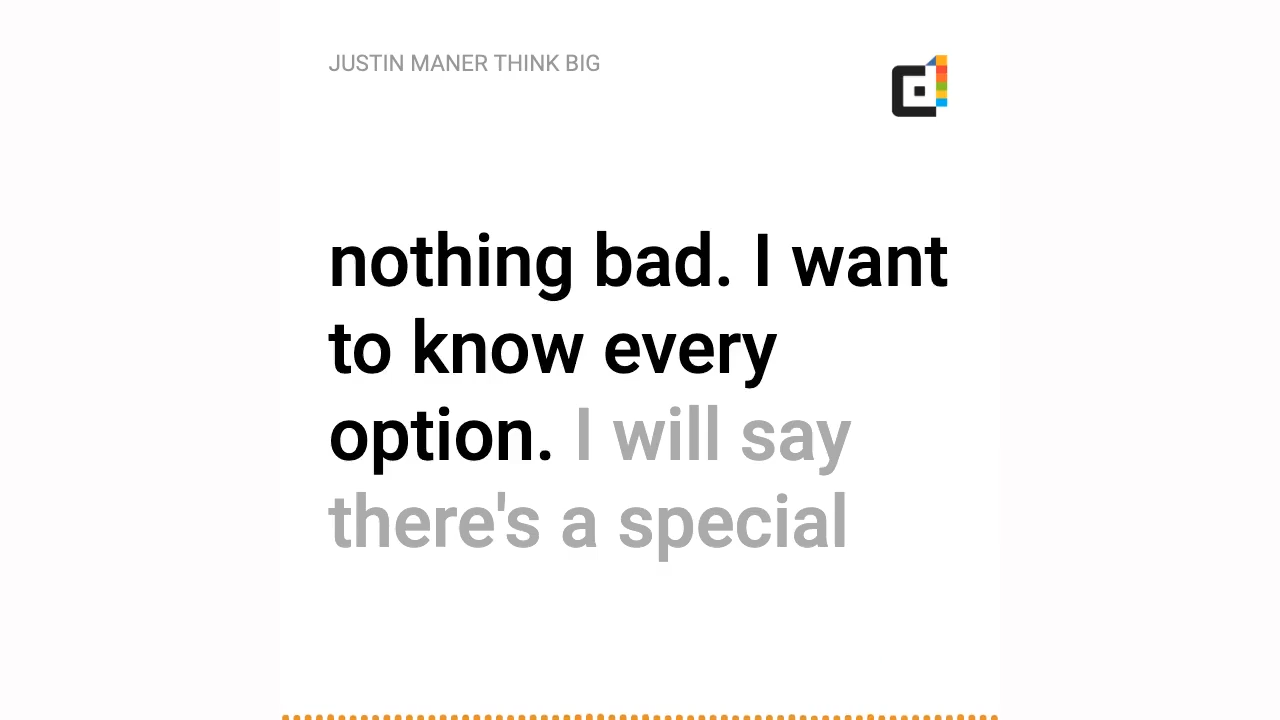 JUSTIN MANER THINK BIG
nothing bad. I want
to know every
option. I will say
there's a special